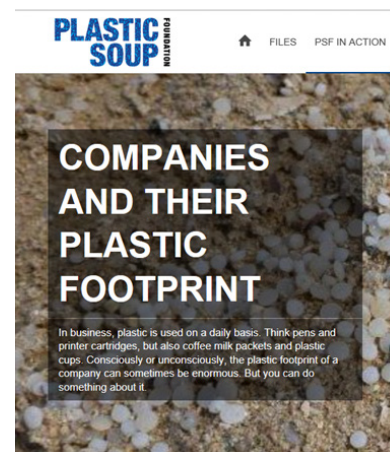 PLASTIC
SOUP
FOUNDATION
FILES PSF IN ACTION
COMPANIES
AND THEIR
PLASTIC
FOOTPRINT
In business, plastic is used on a daily basis. Think pens and
printer cartridges, but also coffee milk packets and plastic
cups. Consciously or unconsciously, the plastic footprint of a
company can sometimes be enormous. But you can do
something about it.